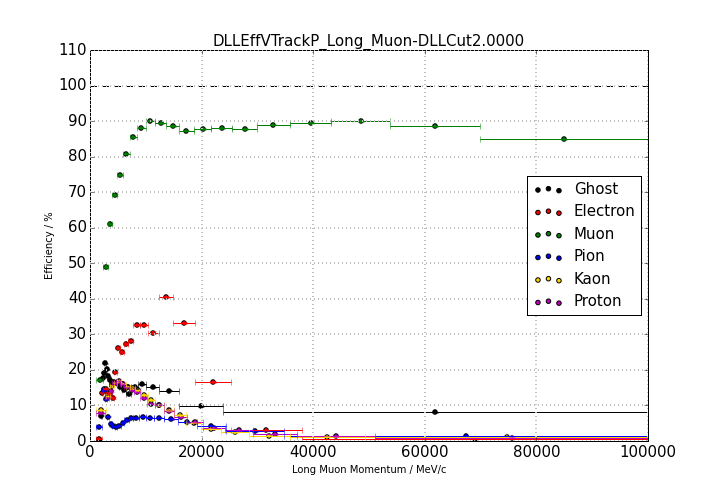 DLLEffVTrackP_Long_Muon-DLLCut2.0000
110
100
90
80
70
60
50
40
30
20
10
0
Efficiency / %
Ghost
Electron
Muon
Pion
Kaon
Proton
0 20000 40000 60000 80000 100000
Long Muon Momentum / MeV/c